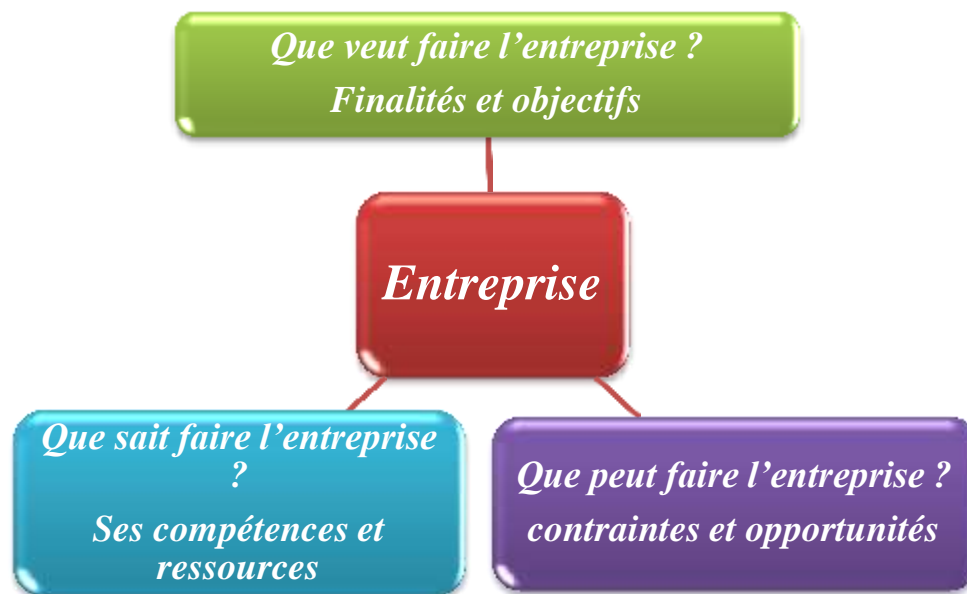 Que veut faire l’entreprise ?
Finalités et objectifs
Entreprise
Que sait faire l’entreprise
?
Ses compétences et
ressources
Que peut faire l’entreprise ?
contraintes et opportunités